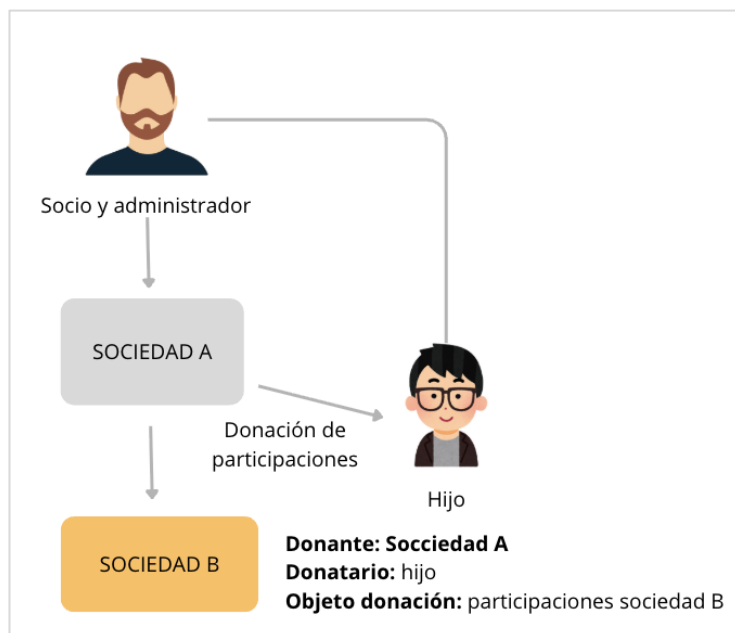 Socio y administrador
SOCIEDAD A
Donación de
participaciones
Hijo
SOCIEDAD B
Donante: Socciedad A
Donatario: hijo
Objeto donación: participaciones sociedad B